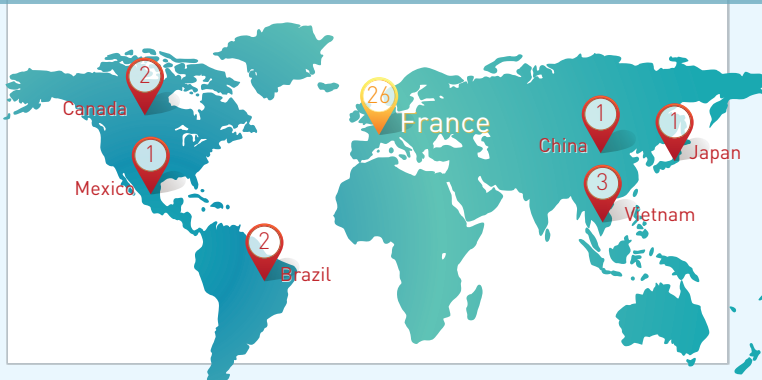 2
Canada
1
Mexico
2
Brazil
26
France
1
China
1
Japan
3
Vietnam